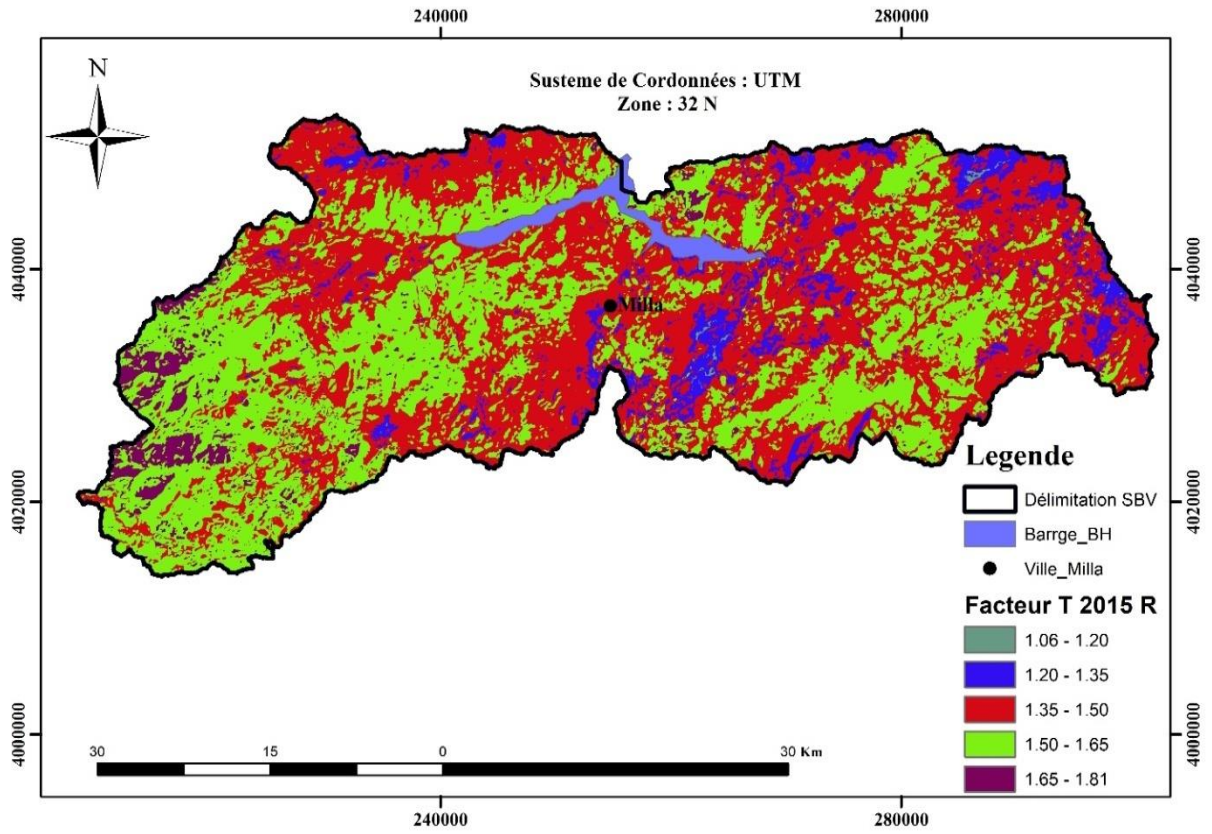 240000 280000
N
Susteme de Cordonnées : UTM
Zone : 32 N
4040000 4040000
Milla
4020000 4020000
4000000 4000000
Legende
Délimitation SBV
Barrge_BH
Ville_Milla
Facteur T 2015 R
1.06 - 1.20
1.20 - 1.35
1.35 - 1.50
1.50 - 1.65
1.65 - 1.81
30 15 0 30 Km
240000 280000